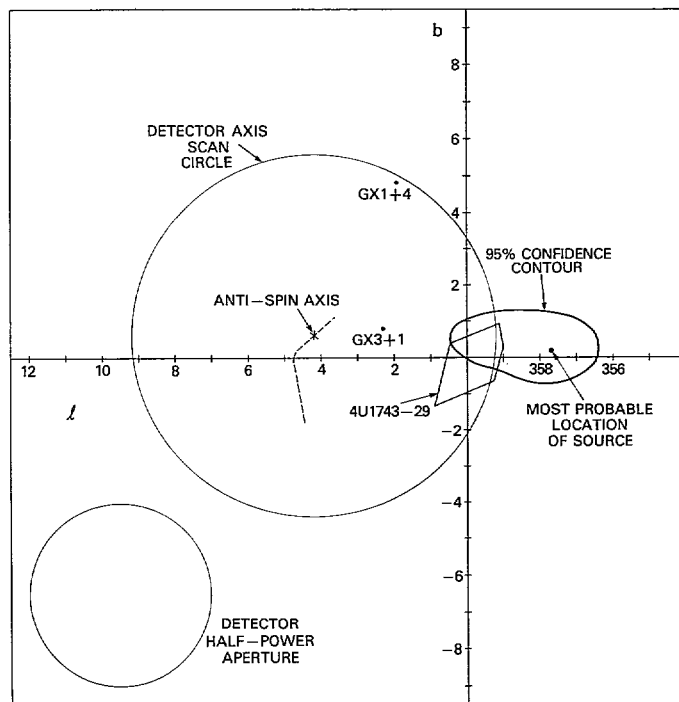 b
8
DETECTOR AXIS
SCAN
CIRCLE
6
GX1+4
4
95% CONFIDENCE
CONTOUR
2
ANTI-SPIN AXIS
GX3+1
12
10
8
6
4
2
358
356
4U1743-29
MOST PROBABLE
LOCATION
OF SOURCE
ℓ
-2
-4
-6
DETECTOR
HALF-POWER
APERTURE
-8